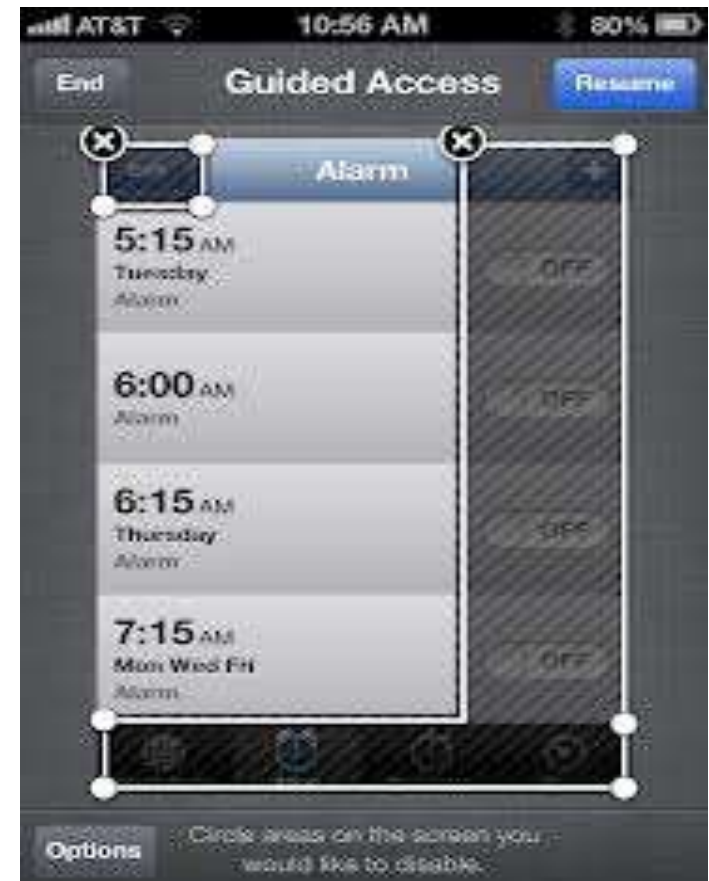 AT&T 10:56 AM 80%
End Guided Access Resume
Alarm +
5:15 AM
Tuesday
Alarm
OFF
6:00 AM
Alarm
OFF
6:15 AM
Thursday
Alarm
OFF
7:15 AM
Mon Wed Fri
Alarm
OFF
Options
Circle areas on the screen you
would like to disable.